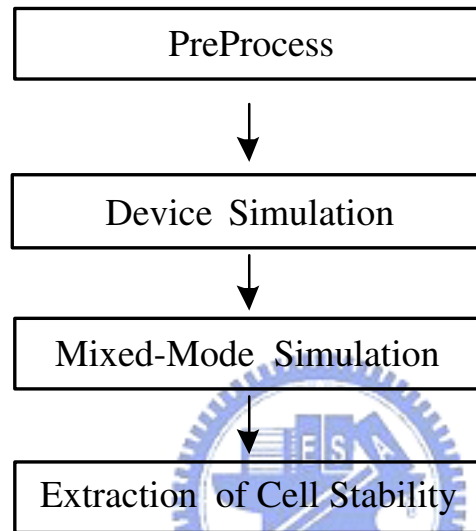 PreProcess
Device Simulation
Mixed-Mode Simulation
Extraction of Cell Stability